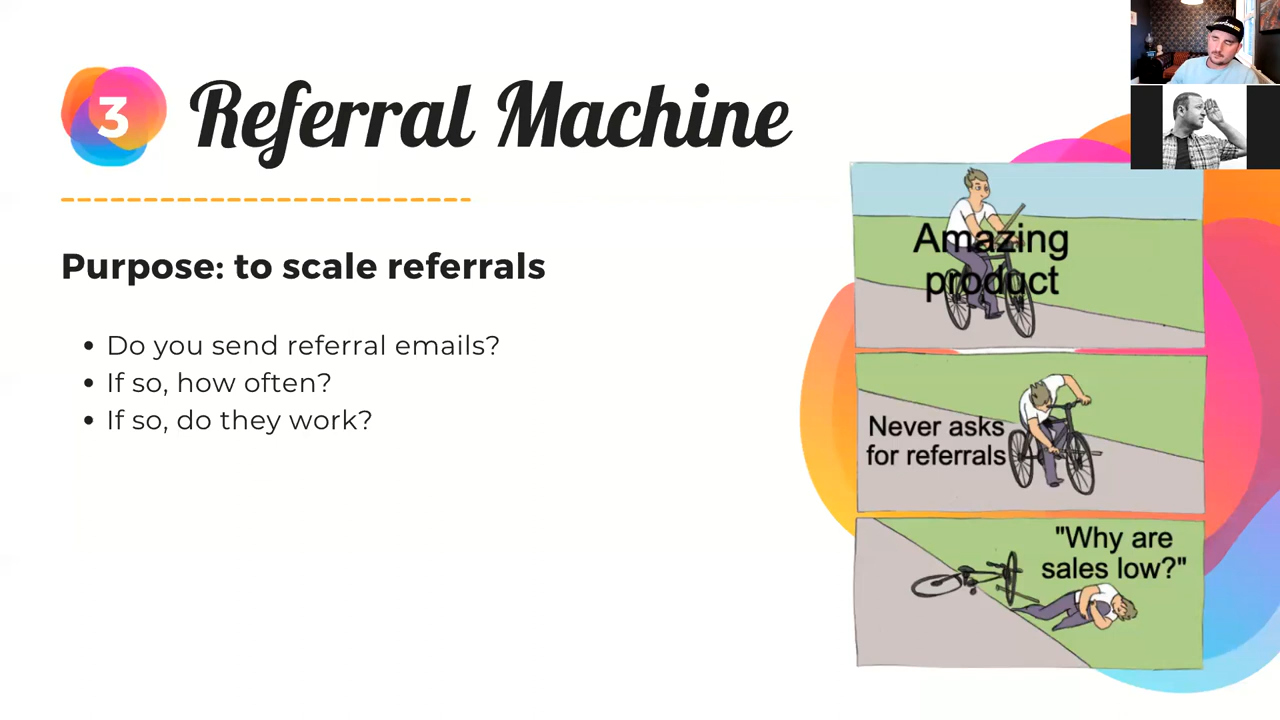 3
Referral Machine
Purpose: to scale referrals
• Do you send referral emails?
• If so, how often?
• If so, do they work?
Amazing
product
Never asks
for referrals
"Why are
sales low?"